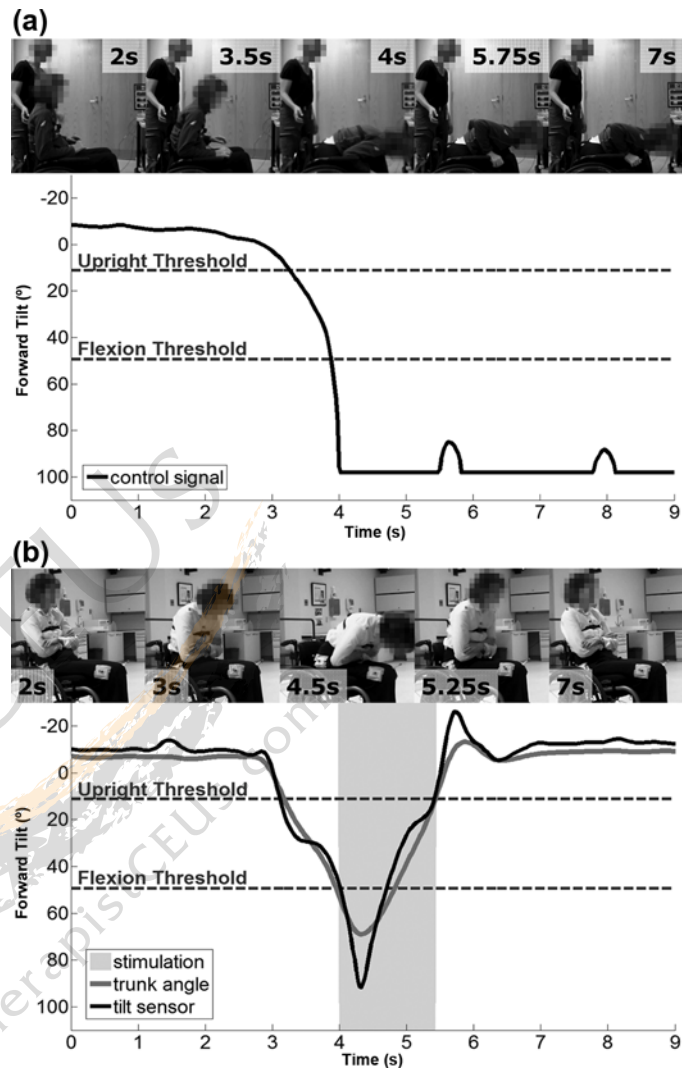 (a)
2s 3.5s 4s 5.75s 7s
-20
0
Upright Threshold
20
40
Flexion Threshold
60
80
100
Forward Tilt (º)
control signal
0 1 2 3 4 5 6 7 8 9
Time (s)
(b)
2s 3s 4.5s 5.25s 7s
-20
0
Upright Threshold
20
40
Flexion Threshold
60
80
100
Forward Tilt (º)
stimulation
trunk angle
tilt sensor
0 1 2 3 4 5 6 7 8 9
Time (s)